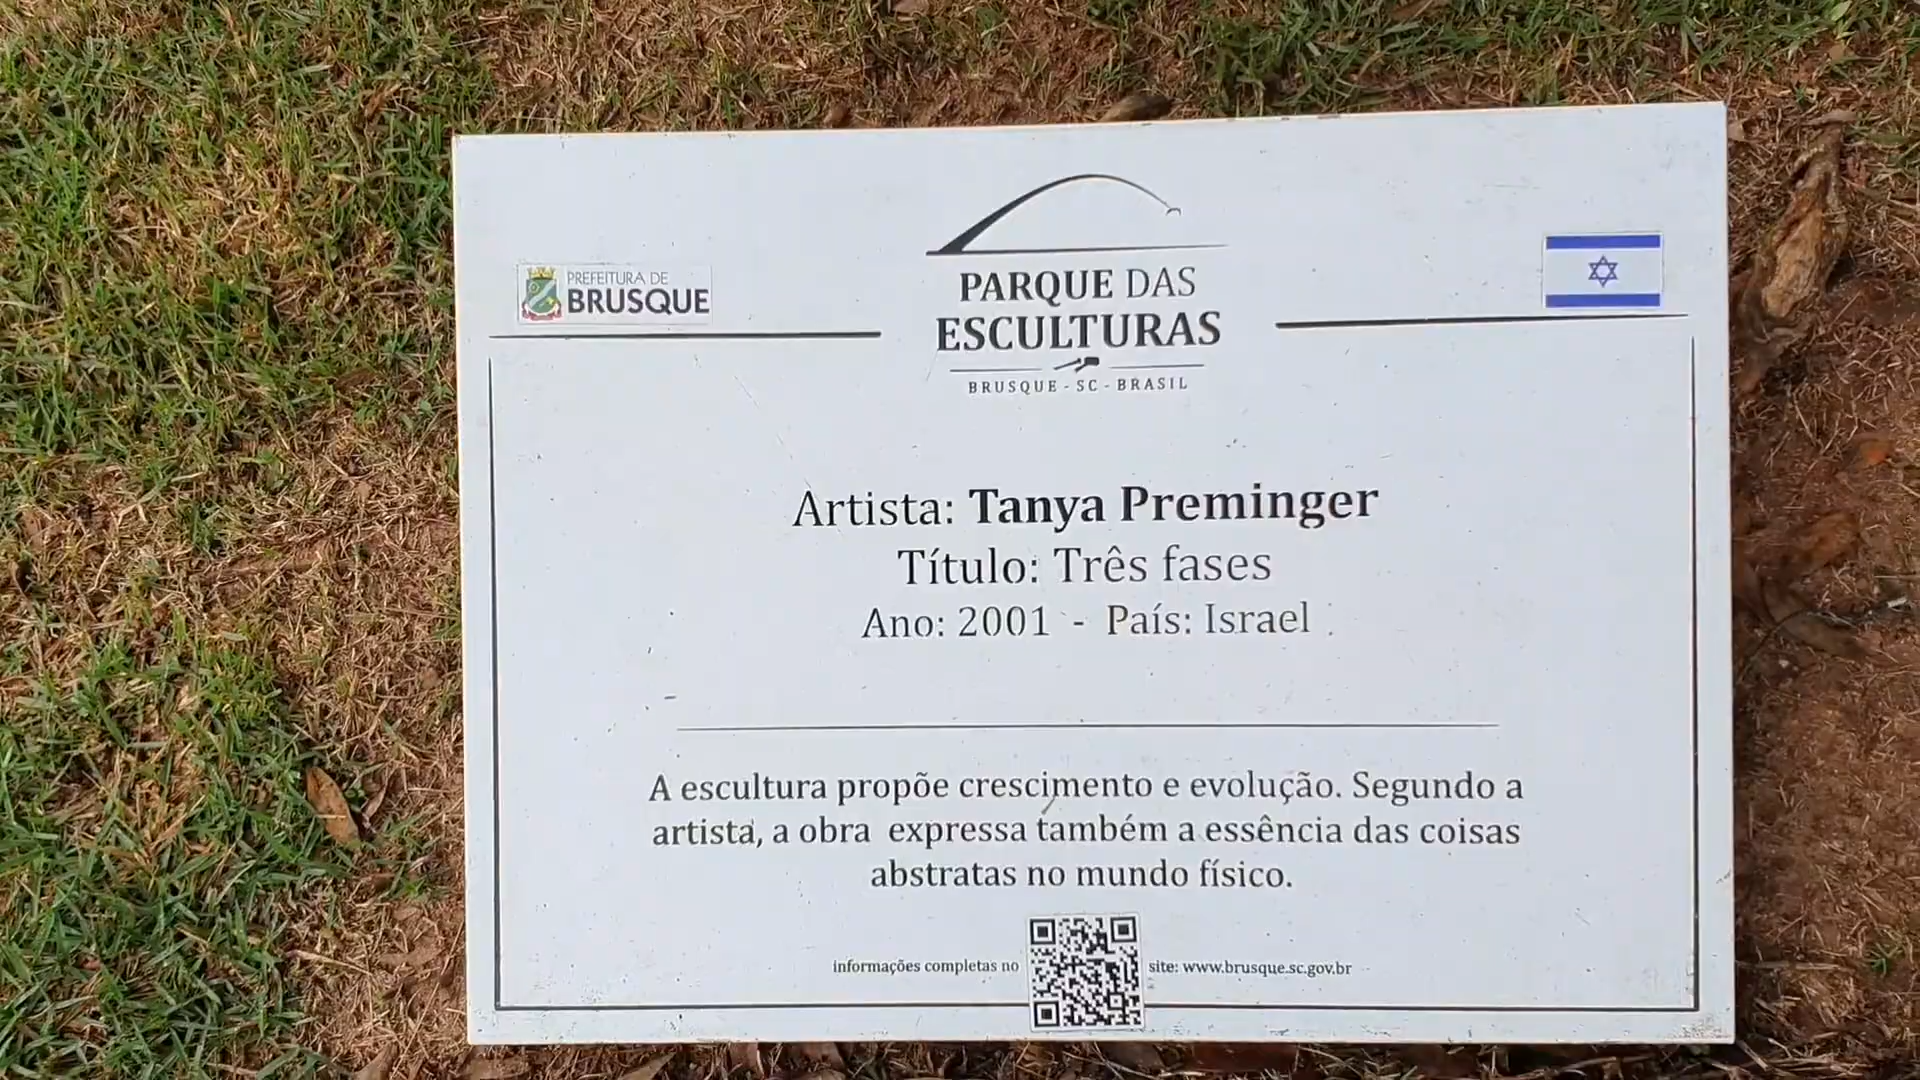 PREFEITURA DE
BRUSQUE
PARQUE DAS
ESCULTURAS
BRUSQUE - SC - BRASIL
Artista: Tanya Preminger
Título: Três fases
Ano: 2001 - País: Israel
A escultura propõe crescimento e evolução. Segundo a
artista, a obra expressa também a essência das coisas
abstratas no mundo físico.
informações completas no site: www.brusque.sc.gov.br